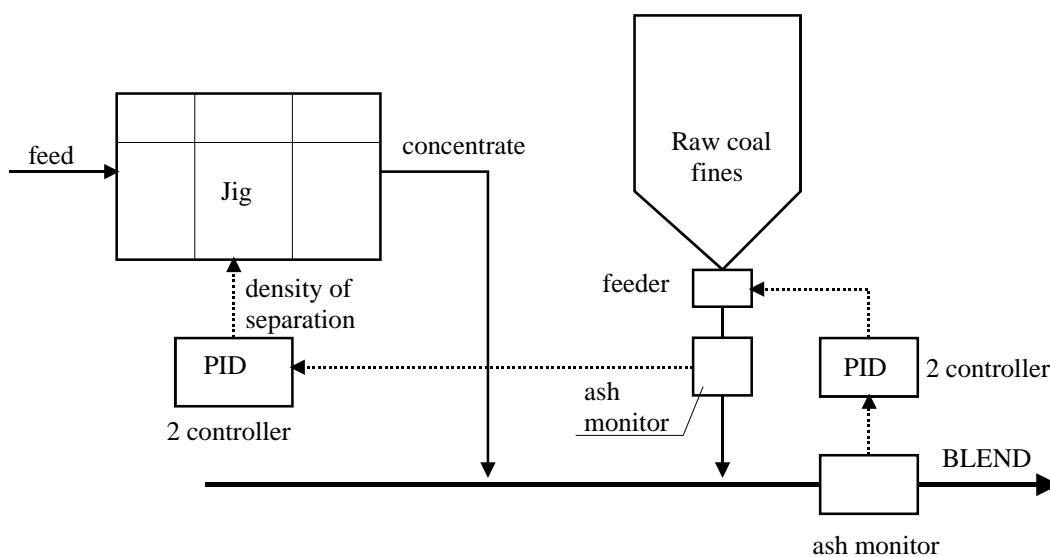 feed
Jig
concentrate
Raw coal
fines
feeder
density of
separation
PID
2 controller
ash
monitor
PID
2 controller
BLEND
ash monitor